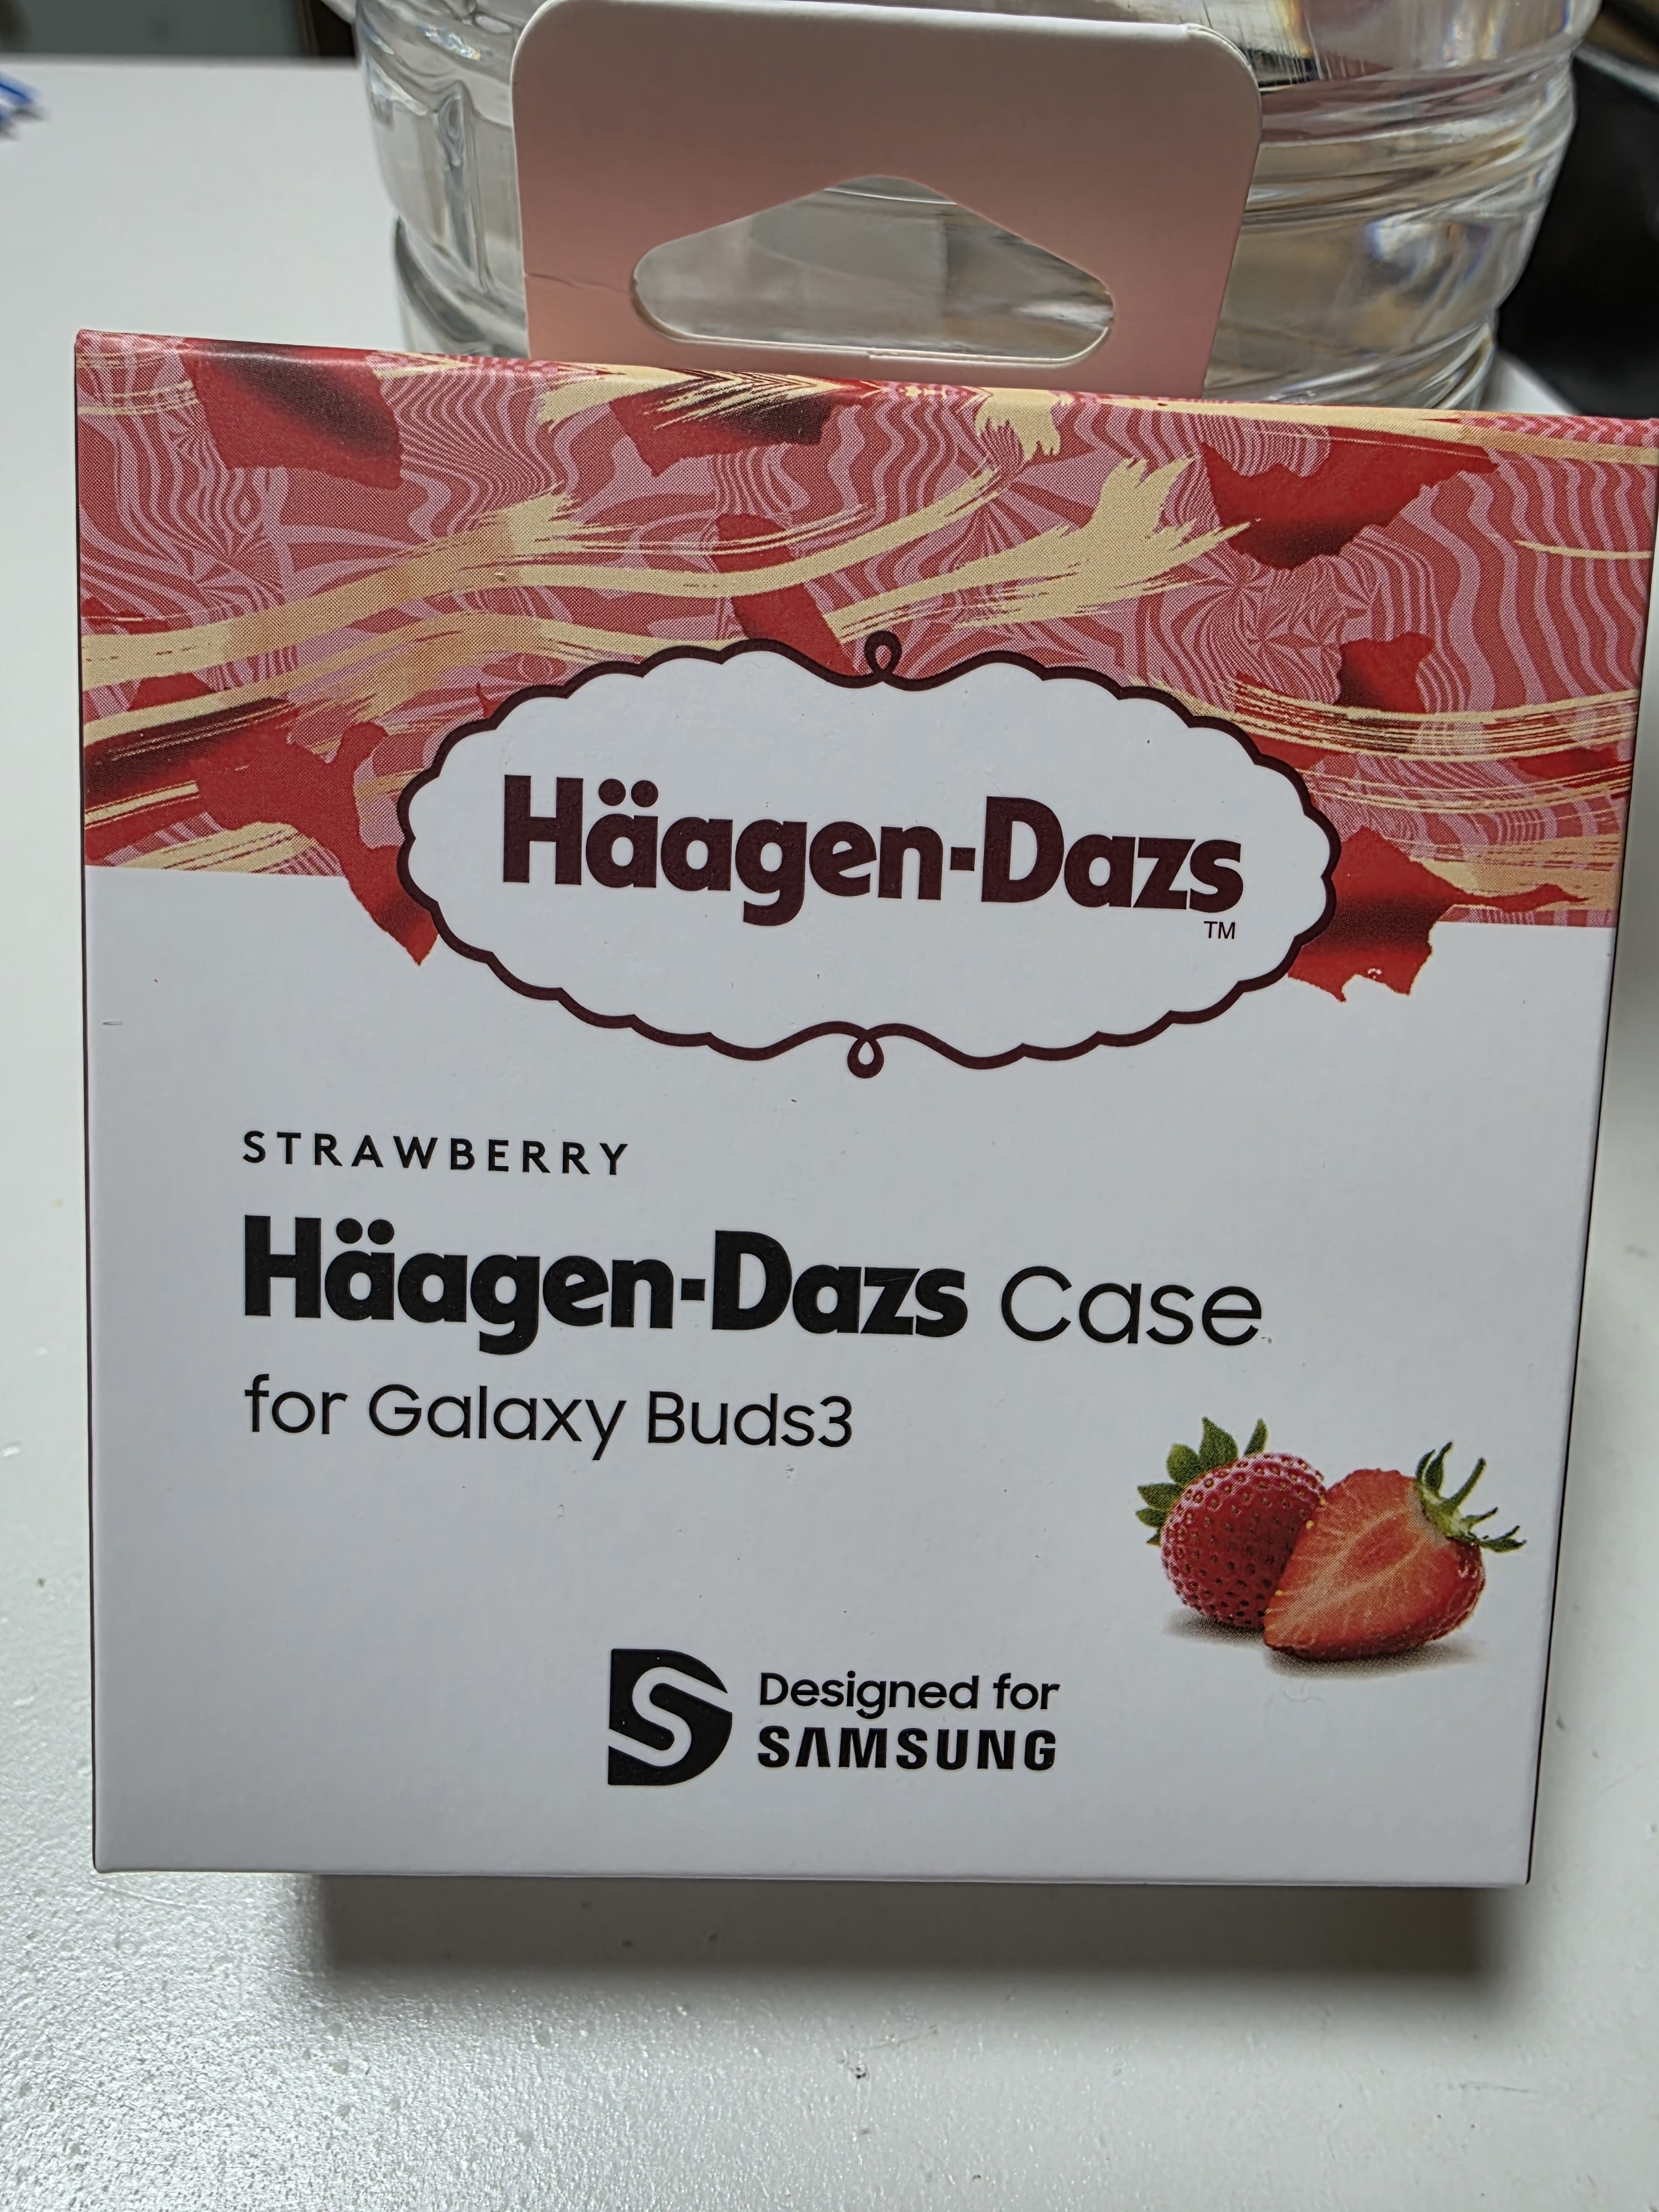 Häagen-Dazs
TM
STRAWBERRY
Häagen-Dazs Case
for Galaxy Buds3
Designed for
SAMSUNG